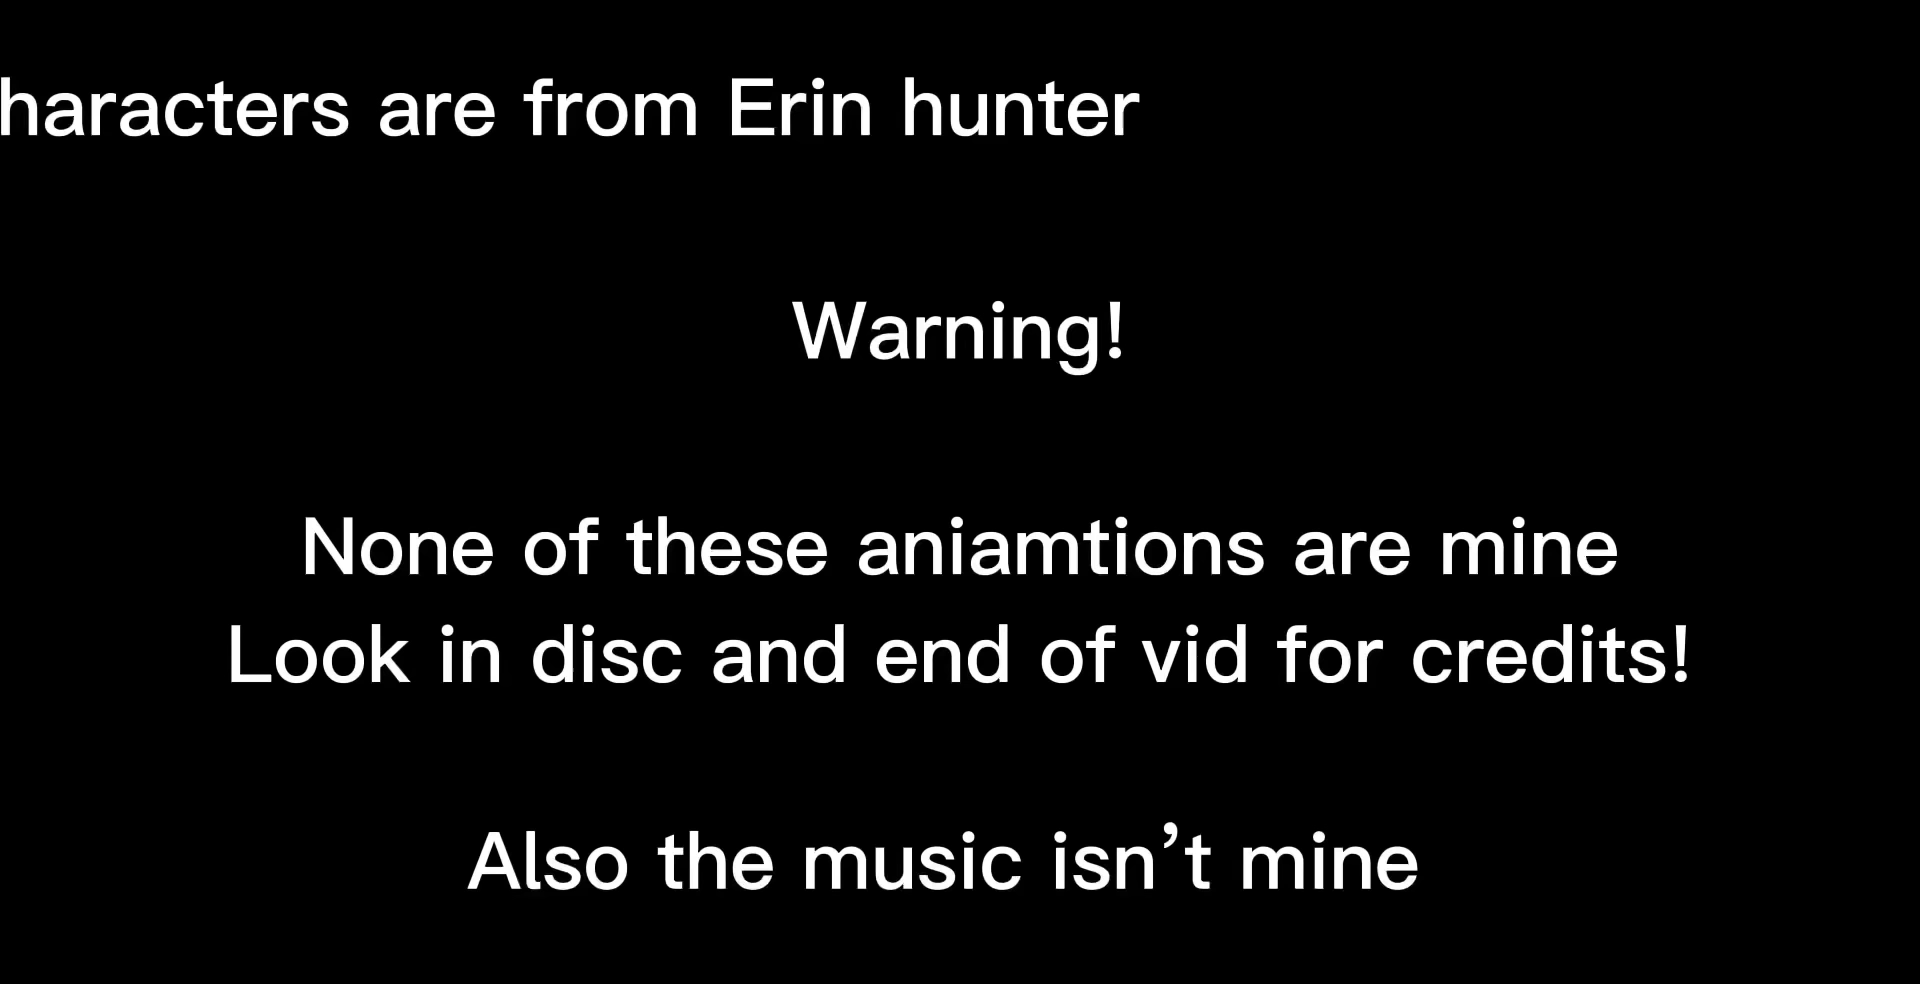 haracters are from Erin hunter
Warning!
None of these aniamtions are mine
Look in disc and end of vid for credits!
Also the music isn’t mine